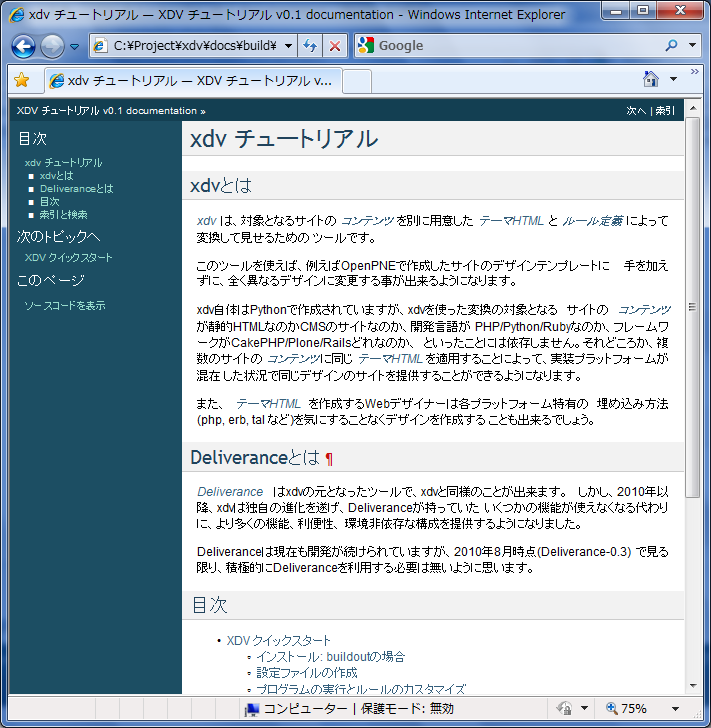 xdv チュートリアル — XDV チュートリアル v0.1 documentation - Windows Internet Explorer
C:¥Project¥xdv¥docs¥build¥
Google
xdv チュートリアル — XDV チュートリアル v...
XDV チュートリアル v0.1 documentation »
次へ | 索引
目次
xdv チュートリアル
xdvとは
Deliveranceとは
目次
索引と検索
次のトピックへ
XDV クイックスタート
このページ
ソースコードを表示
xdv チュートリアル
xdvとは
xdv は、対象となるサイトの コンテンツ を別に用意した テーマHTML と ルール定義 によって
変換して見せるための ツールです。
このツールを使えば、例えばOpenPNEで作成したサイトのデザインテンプレートに 手を加え
ずに、全く異なるデザインに変更する事が出来るようになります。
xdv自体はPythonで作成されていますが、xdvを使った変換の対象となる サイトの コンテンツ
が静的HTMLなのかCMSのサイトなのか、開発言語が PHP/Python/Rubyなのか、フレームワ
ークがCakePHP/Plone/Railsどれなのか、 といったことには依存しません。それどころか、複
数のサイトの コンテンツに同じ テーマHTML を適用することによって、実装プラットフォームが
混在した状況で同じデザインのサイトを提供することができるようになります。
また、 テーマHTML を作成するWebデザイナーは各プラットフォーム特有の 埋め込み方法
(php, erb, tal など)を気にすることなくデザインを作成することも出来るでしょう。
Deliveranceとは ¶
Deliverance はxdvの元となったツールで、xdvと同様のことが出来ます。 しかし、2010年以
降、xdvは独自の進化を遂げ、Deliveranceが持っていた いくつかの機能が使えなくなる代わり
に、より多くの機能、利便性、環境非依存な構成を提供するようになりました。
Deliveranceは現在も開発が続けられていますが、2010年8月時点(Deliverance-0.3) で見る
限り、積極的にDeliveranceを利用する必要は無いように思います。
目次
XDV クイックスタート
インストール: buildoutの場合
設定ファイルの作成
プログラムの実行とルールのカスタマイズ
コンピューター | 保護モード: 無効
75%